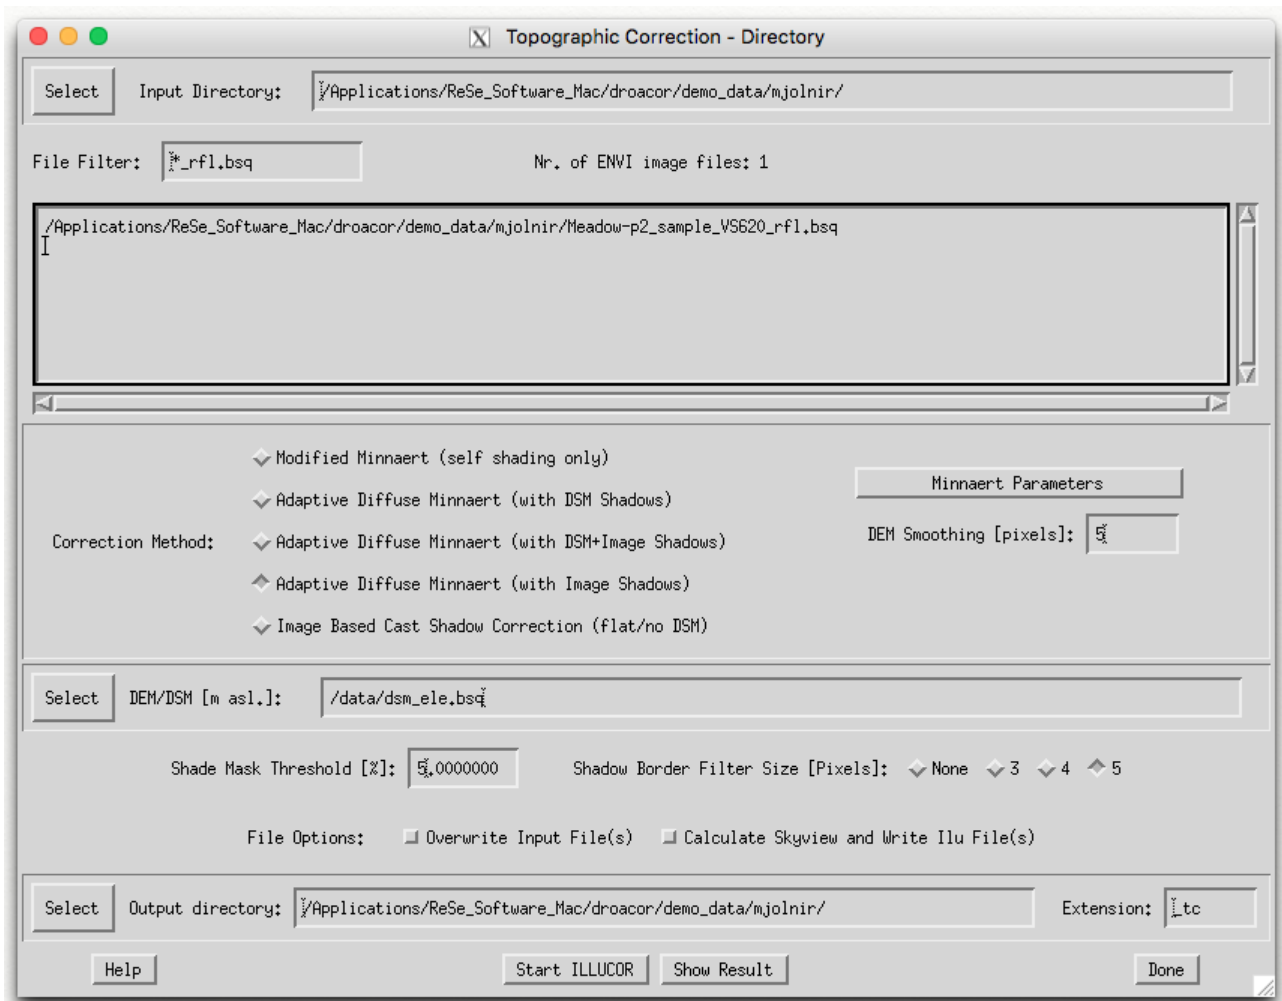 X Topographic Correction - Directory
Select Input Directory: /Applications/ReSe_Software_Mac/droacor/demo_data/mjolnir/
File Filter: *_rfl.bsq Nr. of ENVI image files: 1
/Applications/ReSe_Software_Mac/droacor/demo_data/mjolnir/Meadow-p2_sample_VS620_rfl.bsq
Modified Minnaert (self shading only)
Minnaert Parameters
Adaptive Diffuse Minnaert (with DSM Shadows)
Correction Method: Adaptive Diffuse Minnaert (with DSM+Image Shadows) DEM Smoothing [pixels]: 5
Adaptive Diffuse Minnaert (with Image Shadows)
Image Based Cast Shadow Correction (flat/no DSM)
Select DEM/DSM [m asl.]: /data/dsm_ele.bsq
Shade Mask Threshold [%]: 5.0000000 Shadow Border Filter Size [Pixels]: None 3 4 5
File Options: Overwrite Input File(s) Calculate Skyview and Write Ilu File(s)
Select Output directory: /Applications/ReSe_Software_Mac/droacor/demo_data/mjolnir/ Extension: _tc
Help Start ILLUCOR Show Result Done